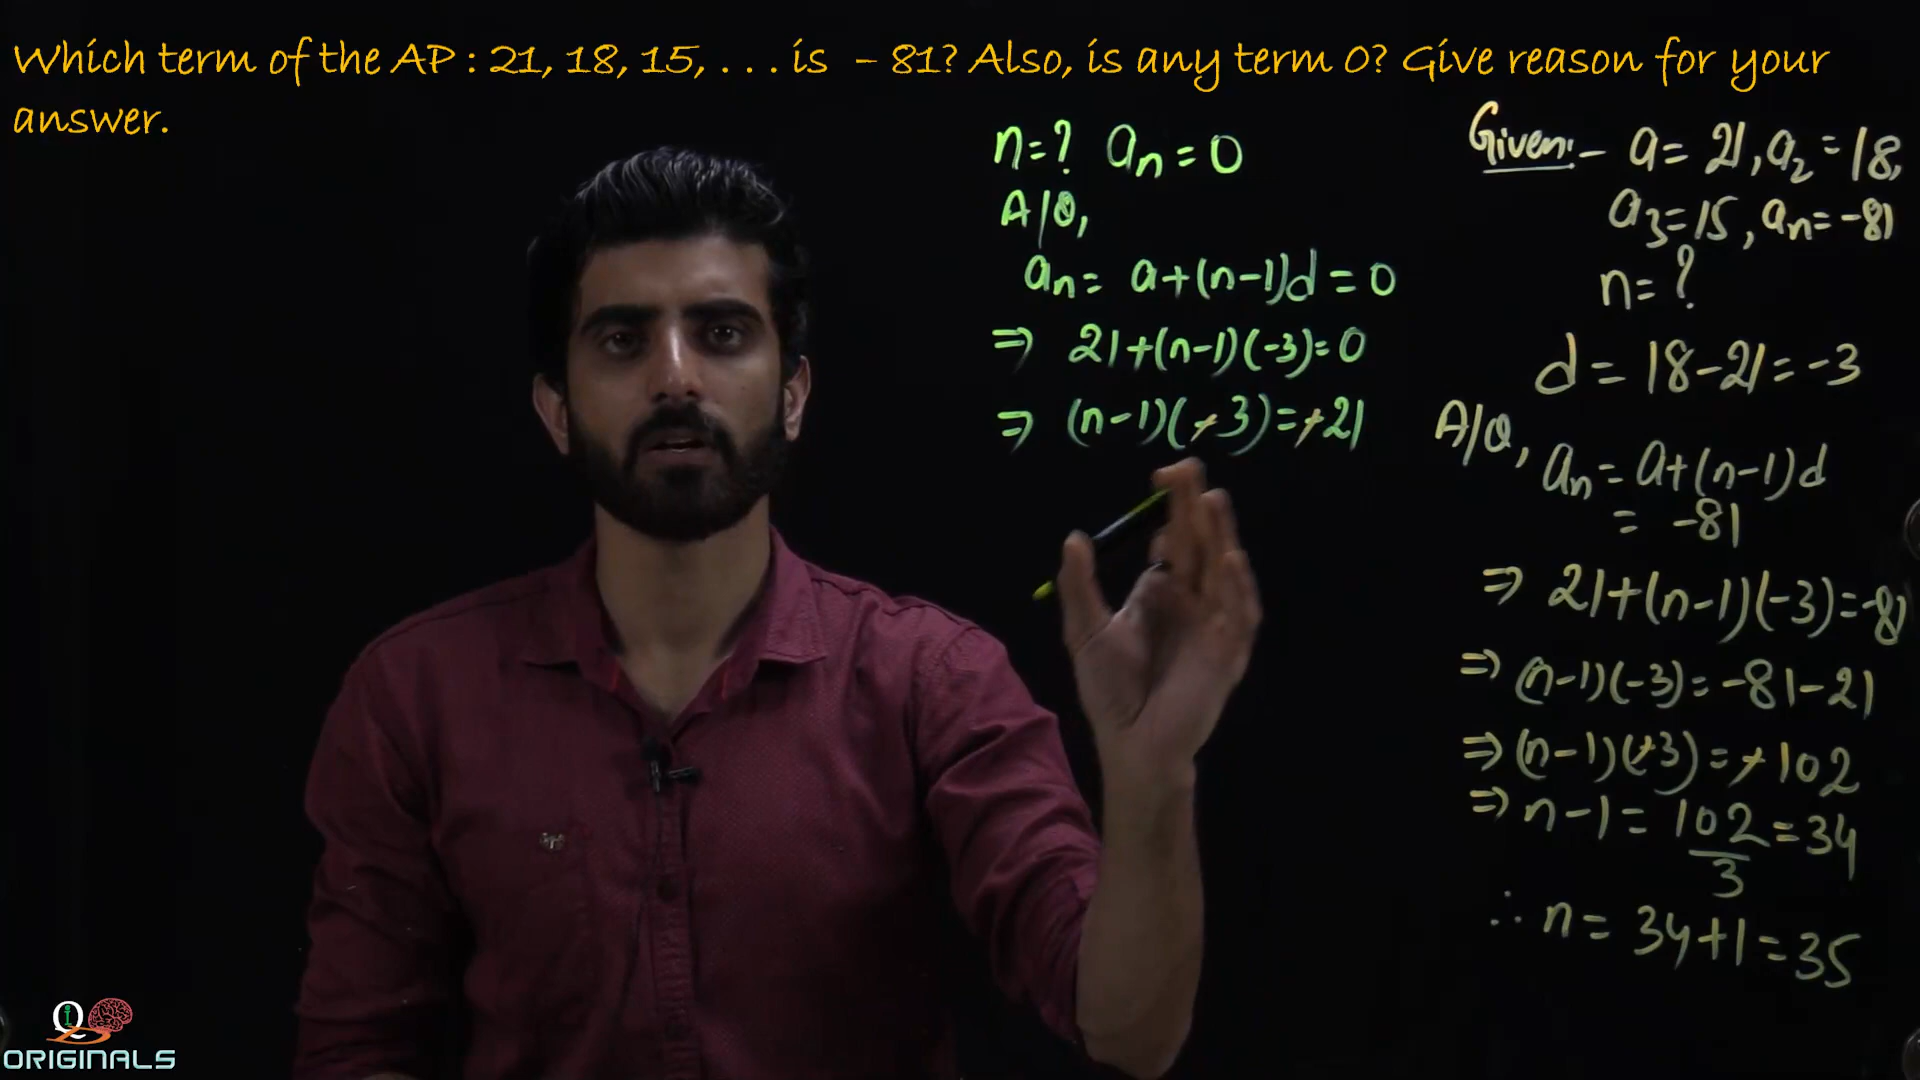 Which term of the AP : 21, 18, 15, . . . is – 81? Also, is any term 0? Give reason for your
answer.
n=? aₙ=0
A/Q,
aₙ= a+(n-1)d=0
⇒ 21+(n-1)(-3)=0
⇒ (n-1)(-3)=-21
Given:- a= 21, a₂=18,
a₃=15, aₙ=-81
n=?
d = 18-21=-3
A/Q, aₙ=a+(n-1)d
= -81
⇒ 21+(n-1)(-3)=-81
⇒ (n-1)(-3)=-81-21
⇒ (n-1)(-3)=-102
⇒ n-1= 102/3=34
∴ n= 34+1=35
QiD
ORIGINALS